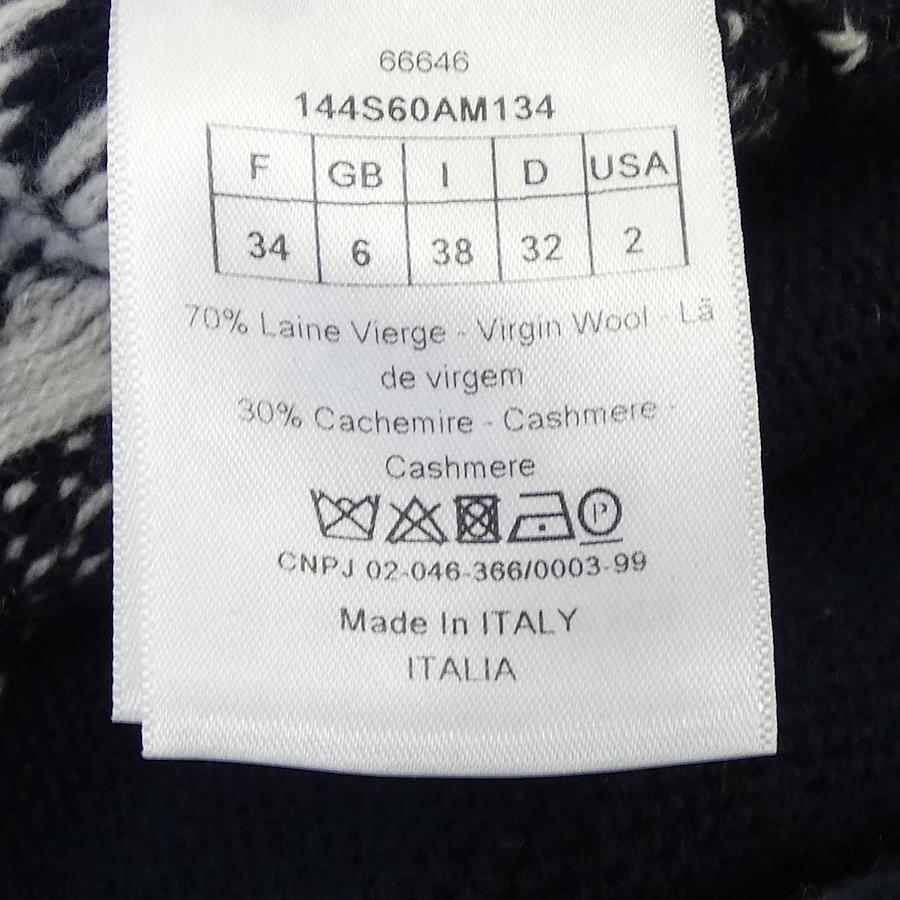 66646
144S60AM134
F GB I D USA
34 6 38 32 2
70% Laine Vierge - Virgin Wool - Lã
de virgem
30% Cachemire - Cashmere -
Cashmere
P
CNPJ 02-046-366/0003-99
Made In ITALY
ITALIA